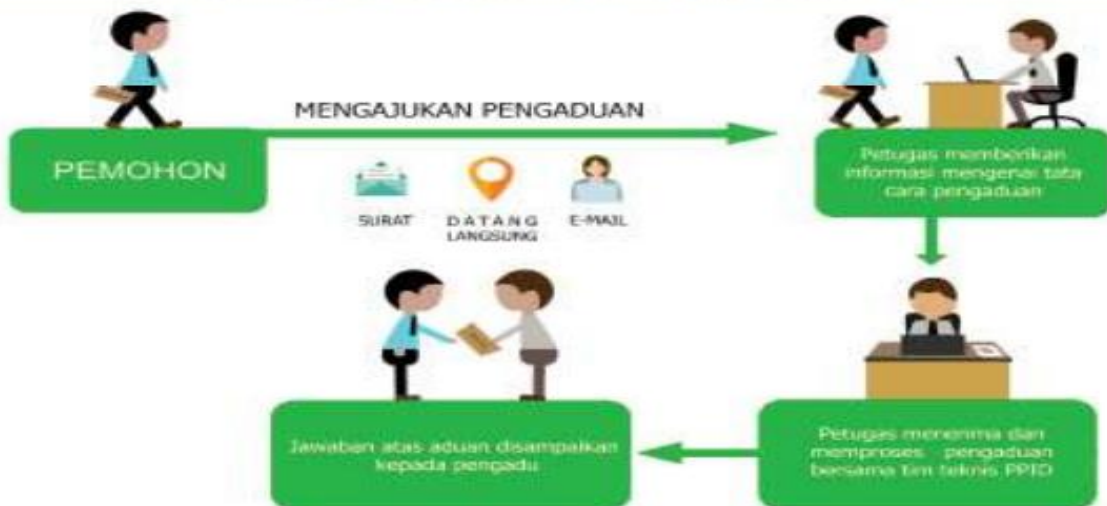 MENGAJUKAN PENGADUAN
PEMOHON
SURAT
DATANG
LANGSUNG
E-MAIL
Petugas memberikan
informasi mengenai tata
cara pengaduan
Petugas menerima dan
memproses pengaduan
bersama tim teknis PPID
Jawaban atas aduan disampaikan
kepada pengadu